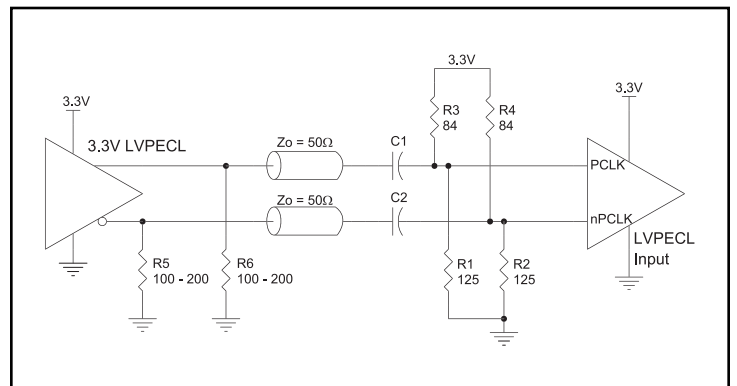 3.3V
3.3V LVPECL
R5
100 - 200
R6
100 - 200
Zo = 50Ω
Zo = 50Ω
C1
C2
3.3V
R3
84
R4
84
R1
125
R2
125
3.3V
PCLK
nPCLK
LVPECL
Input